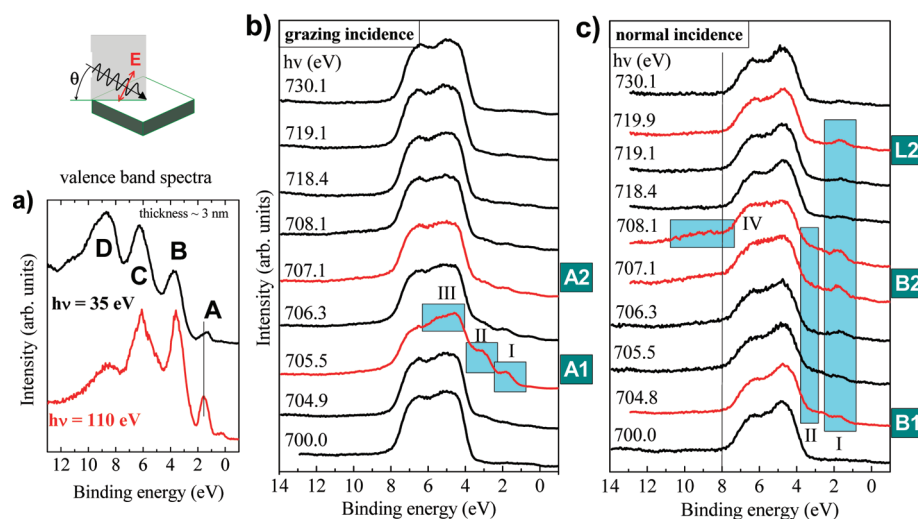 θ
E
valence band spectra
a)
thickness ~ 3 nm
D
C
B
A
hν = 35 eV
hν = 110 eV
Intensity (arb. units)
12 10 8 6 4 2 0
Binding energy (eV)
b)
grazing incidence
hν (eV)
730.1
719.1
718.4
708.1
707.1
A2
706.3
III
II
I
705.5
A1
704.9
700.0
Intensity (arb. units)
14 12 10 8 6 4 2 0
Binding energy (eV)
c)
normal incidence
hν (eV)
730.1
719.9
L2
719.1
718.4
708.1
IV
707.1
B2
706.3
705.5
704.8
B1
II
I
700.0
14 12 10 8 6 4 2 0
Binding energy (eV)